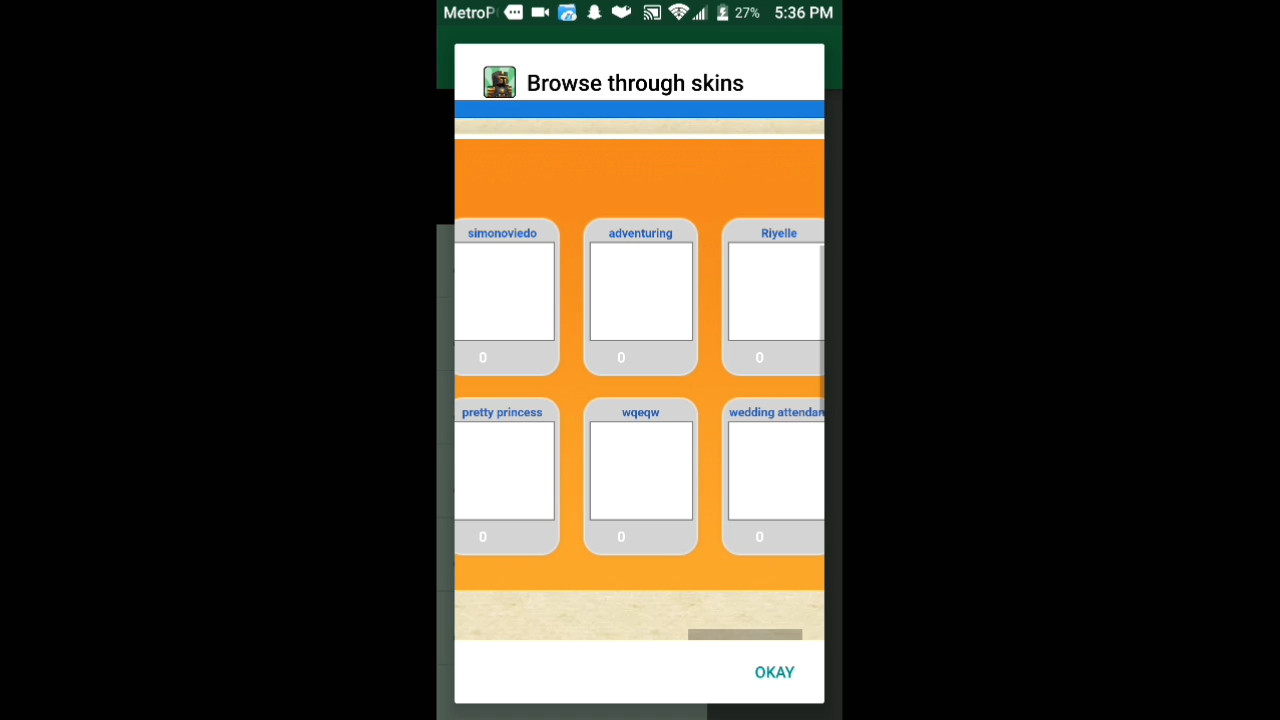 MetroP 27% 5:36 PM
Browse through skins
simonoviedo adventuring Riyelle
0 0 0
pretty princess wqeqw wedding attendan
0 0 0
OKAY